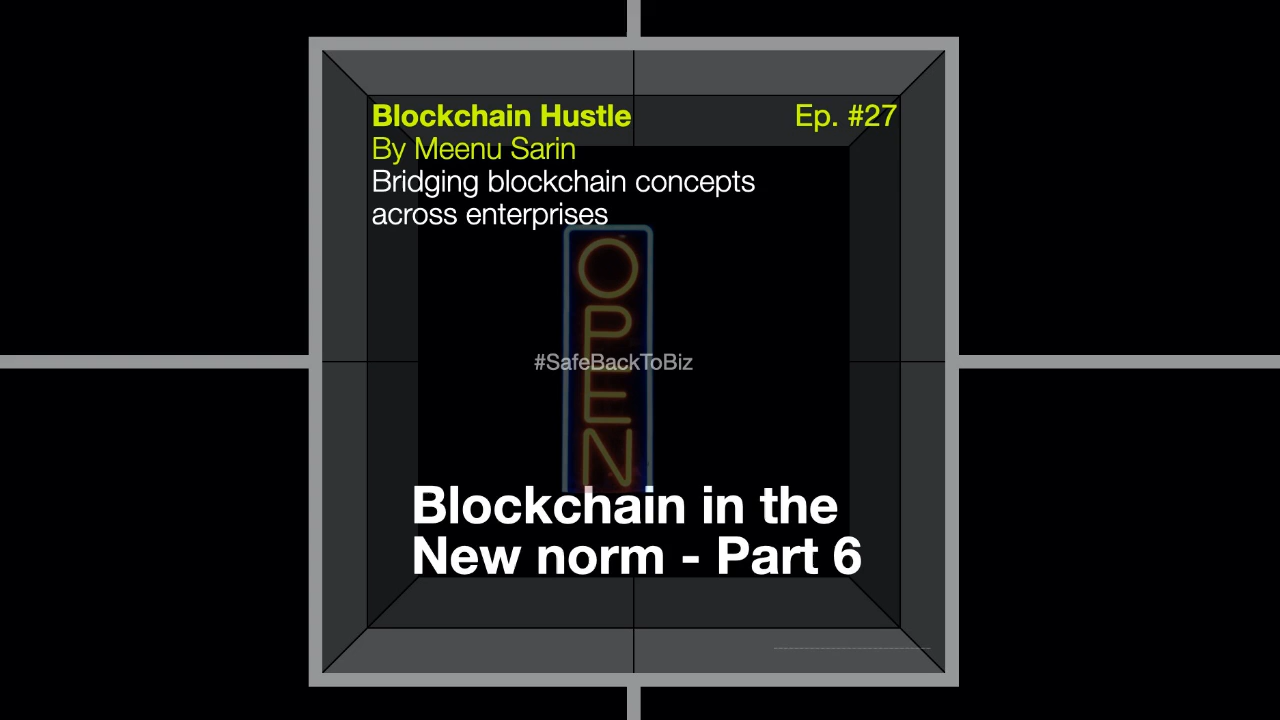 Blockchain Hustle Ep. #27
By Meenu Sarin
Bridging blockchain concepts
across enterprises
OPEN
#SafeBackToBiz
Blockchain in the
New norm - Part 6